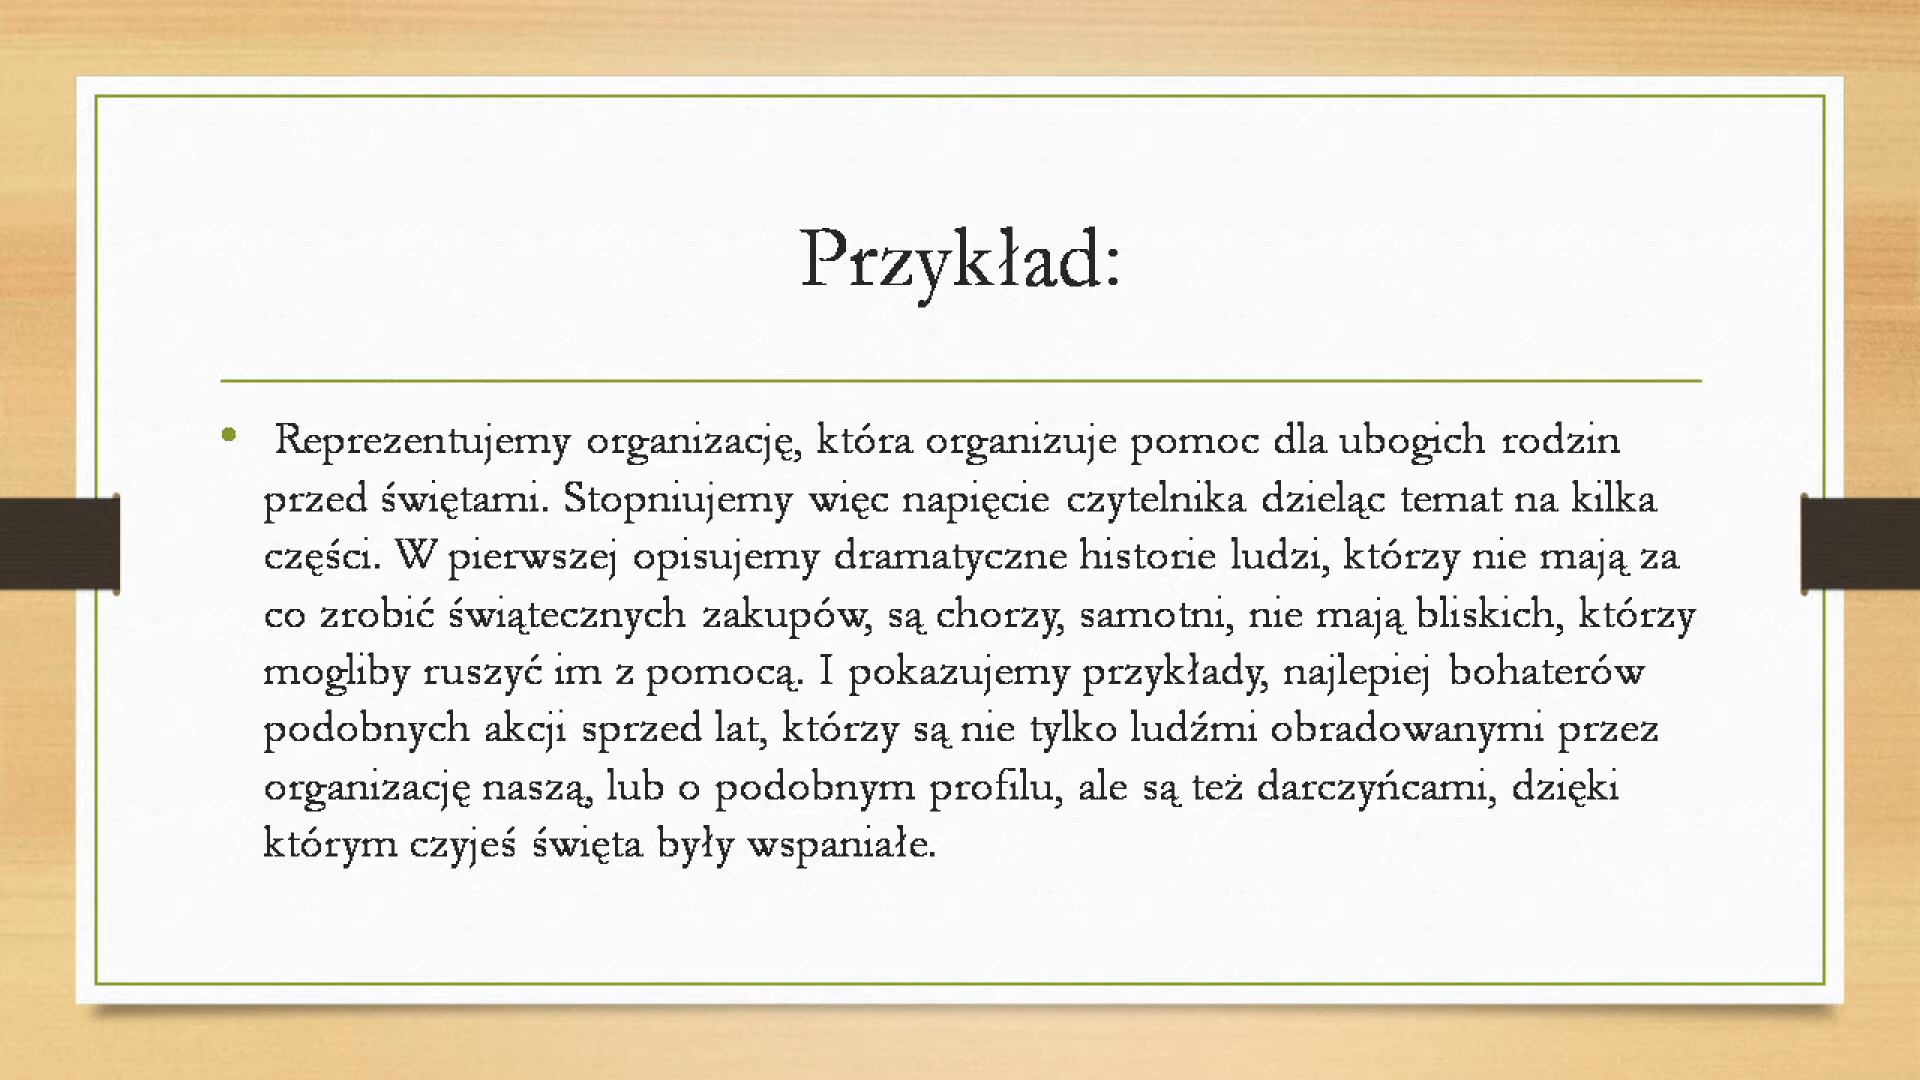 Przykład:
• Reprezentujemy organizację, która organizuje pomoc dla ubogich rodzin
przed świętami. Stopniujemy więc napięcie czytelnika dzieląc temat na kilka
części. W pierwszej opisujemy dramatyczne historie ludzi, którzy nie mają za
co zrobić świątecznych zakupów, są chorzy, samotni, nie mają bliskich, którzy
mogliby ruszyć im z pomocą. I pokazujemy przykłady, najlepiej bohaterów
podobnych akcji sprzed lat, którzy są nie tylko ludźmi obradowanymi przez
organizację naszą, lub o podobnym profilu, ale są też darczyńcami, dzięki
którym czyjeś święta były wspaniałe.